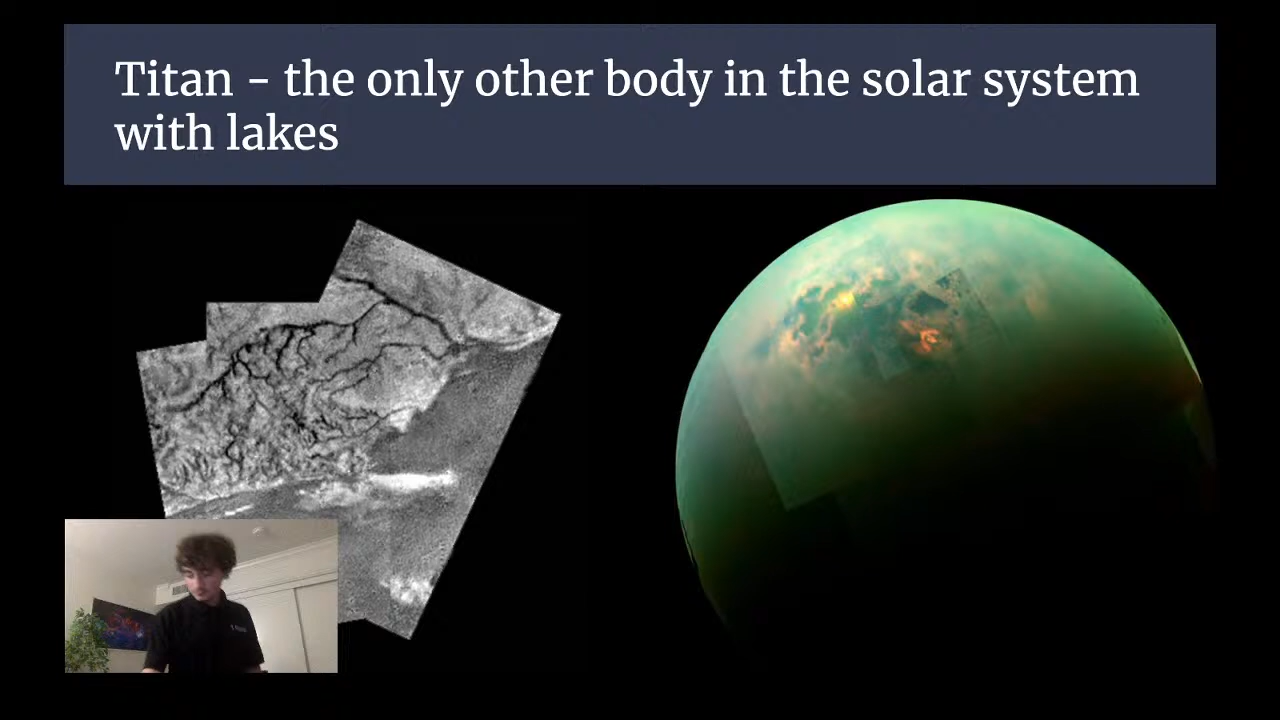 Titan - the only other body in the solar system
with lakes